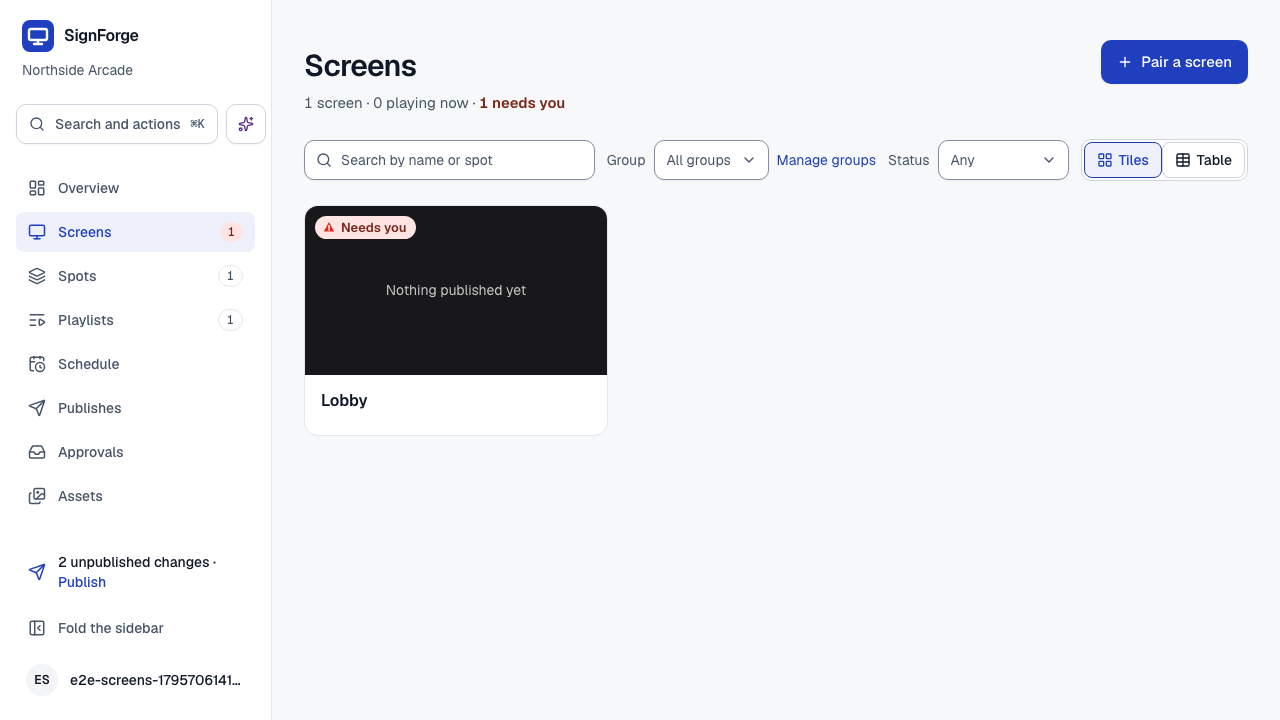 SignForge
Northside Arcade
Search and actions ⌘K
Overview
Screens 1
Spots 1
Playlists 1
Schedule
Publishes
Approvals
Assets
2 unpublished changes ·
Publish
Fold the sidebar
ES e2e-screens-1795706141...
Screens
Pair a screen
1 screen · 0 playing now · 1 needs you
Search by name or spot Group All groups Manage groups Status Any Tiles Table
Needs you
Nothing published yet
Lobby